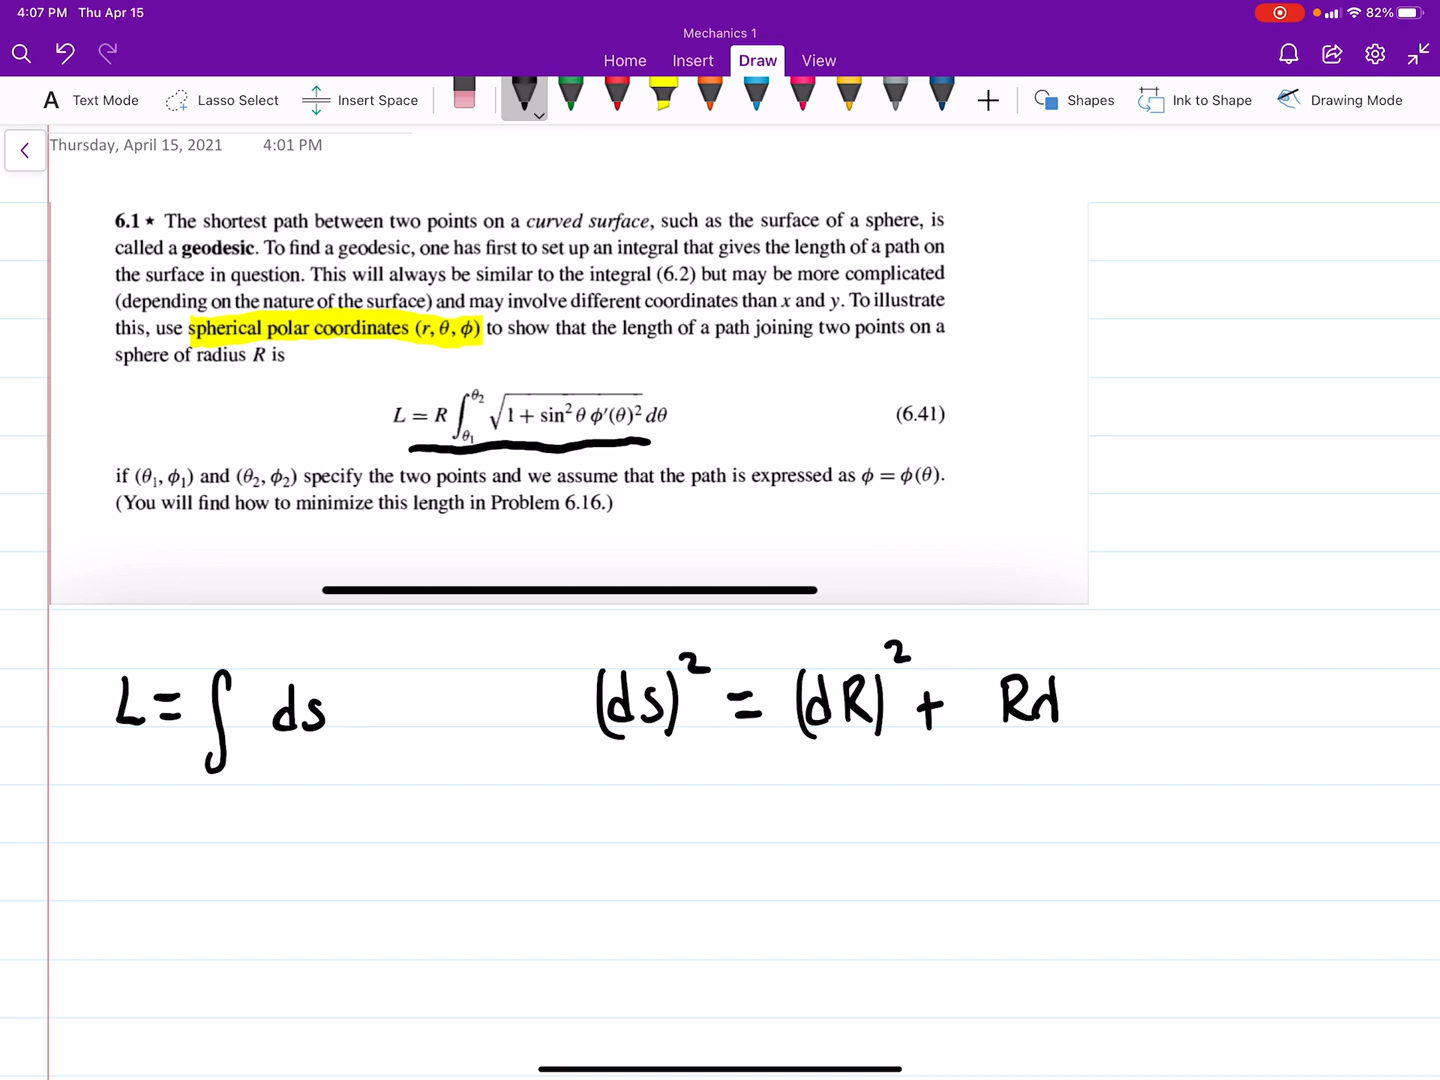 4:07 PM Thu Apr 15
82%
Mechanics 1
Home Insert Draw View
A Text Mode Lasso Select Insert Space Shapes Ink to Shape Drawing Mode
Thursday, April 15, 2021 4:01 PM
6.1 ★ The shortest path between two points on a curved surface, such as the surface of a sphere, is
called a geodesic. To find a geodesic, one has first to set up an integral that gives the length of a path on
the surface in question. This will always be similar to the integral (6.2) but may be more complicated
(depending on the nature of the surface) and may involve different coordinates than x and y. To illustrate
this, use spherical polar coordinates (r, θ, ϕ) to show that the length of a path joining two points on a
sphere of radius R is
L = R ∫_{θ₁}^{θ₂} √(1 + sin² θ ϕ′(θ)²) dθ (6.41)
if (θ₁, ϕ₁) and (θ₂, ϕ₂) specify the two points and we assume that the path is expressed as ϕ = ϕ(θ).
(You will find how to minimize this length in Problem 6.16.)
L = ∫ ds (ds)² = (dR)² + Rd